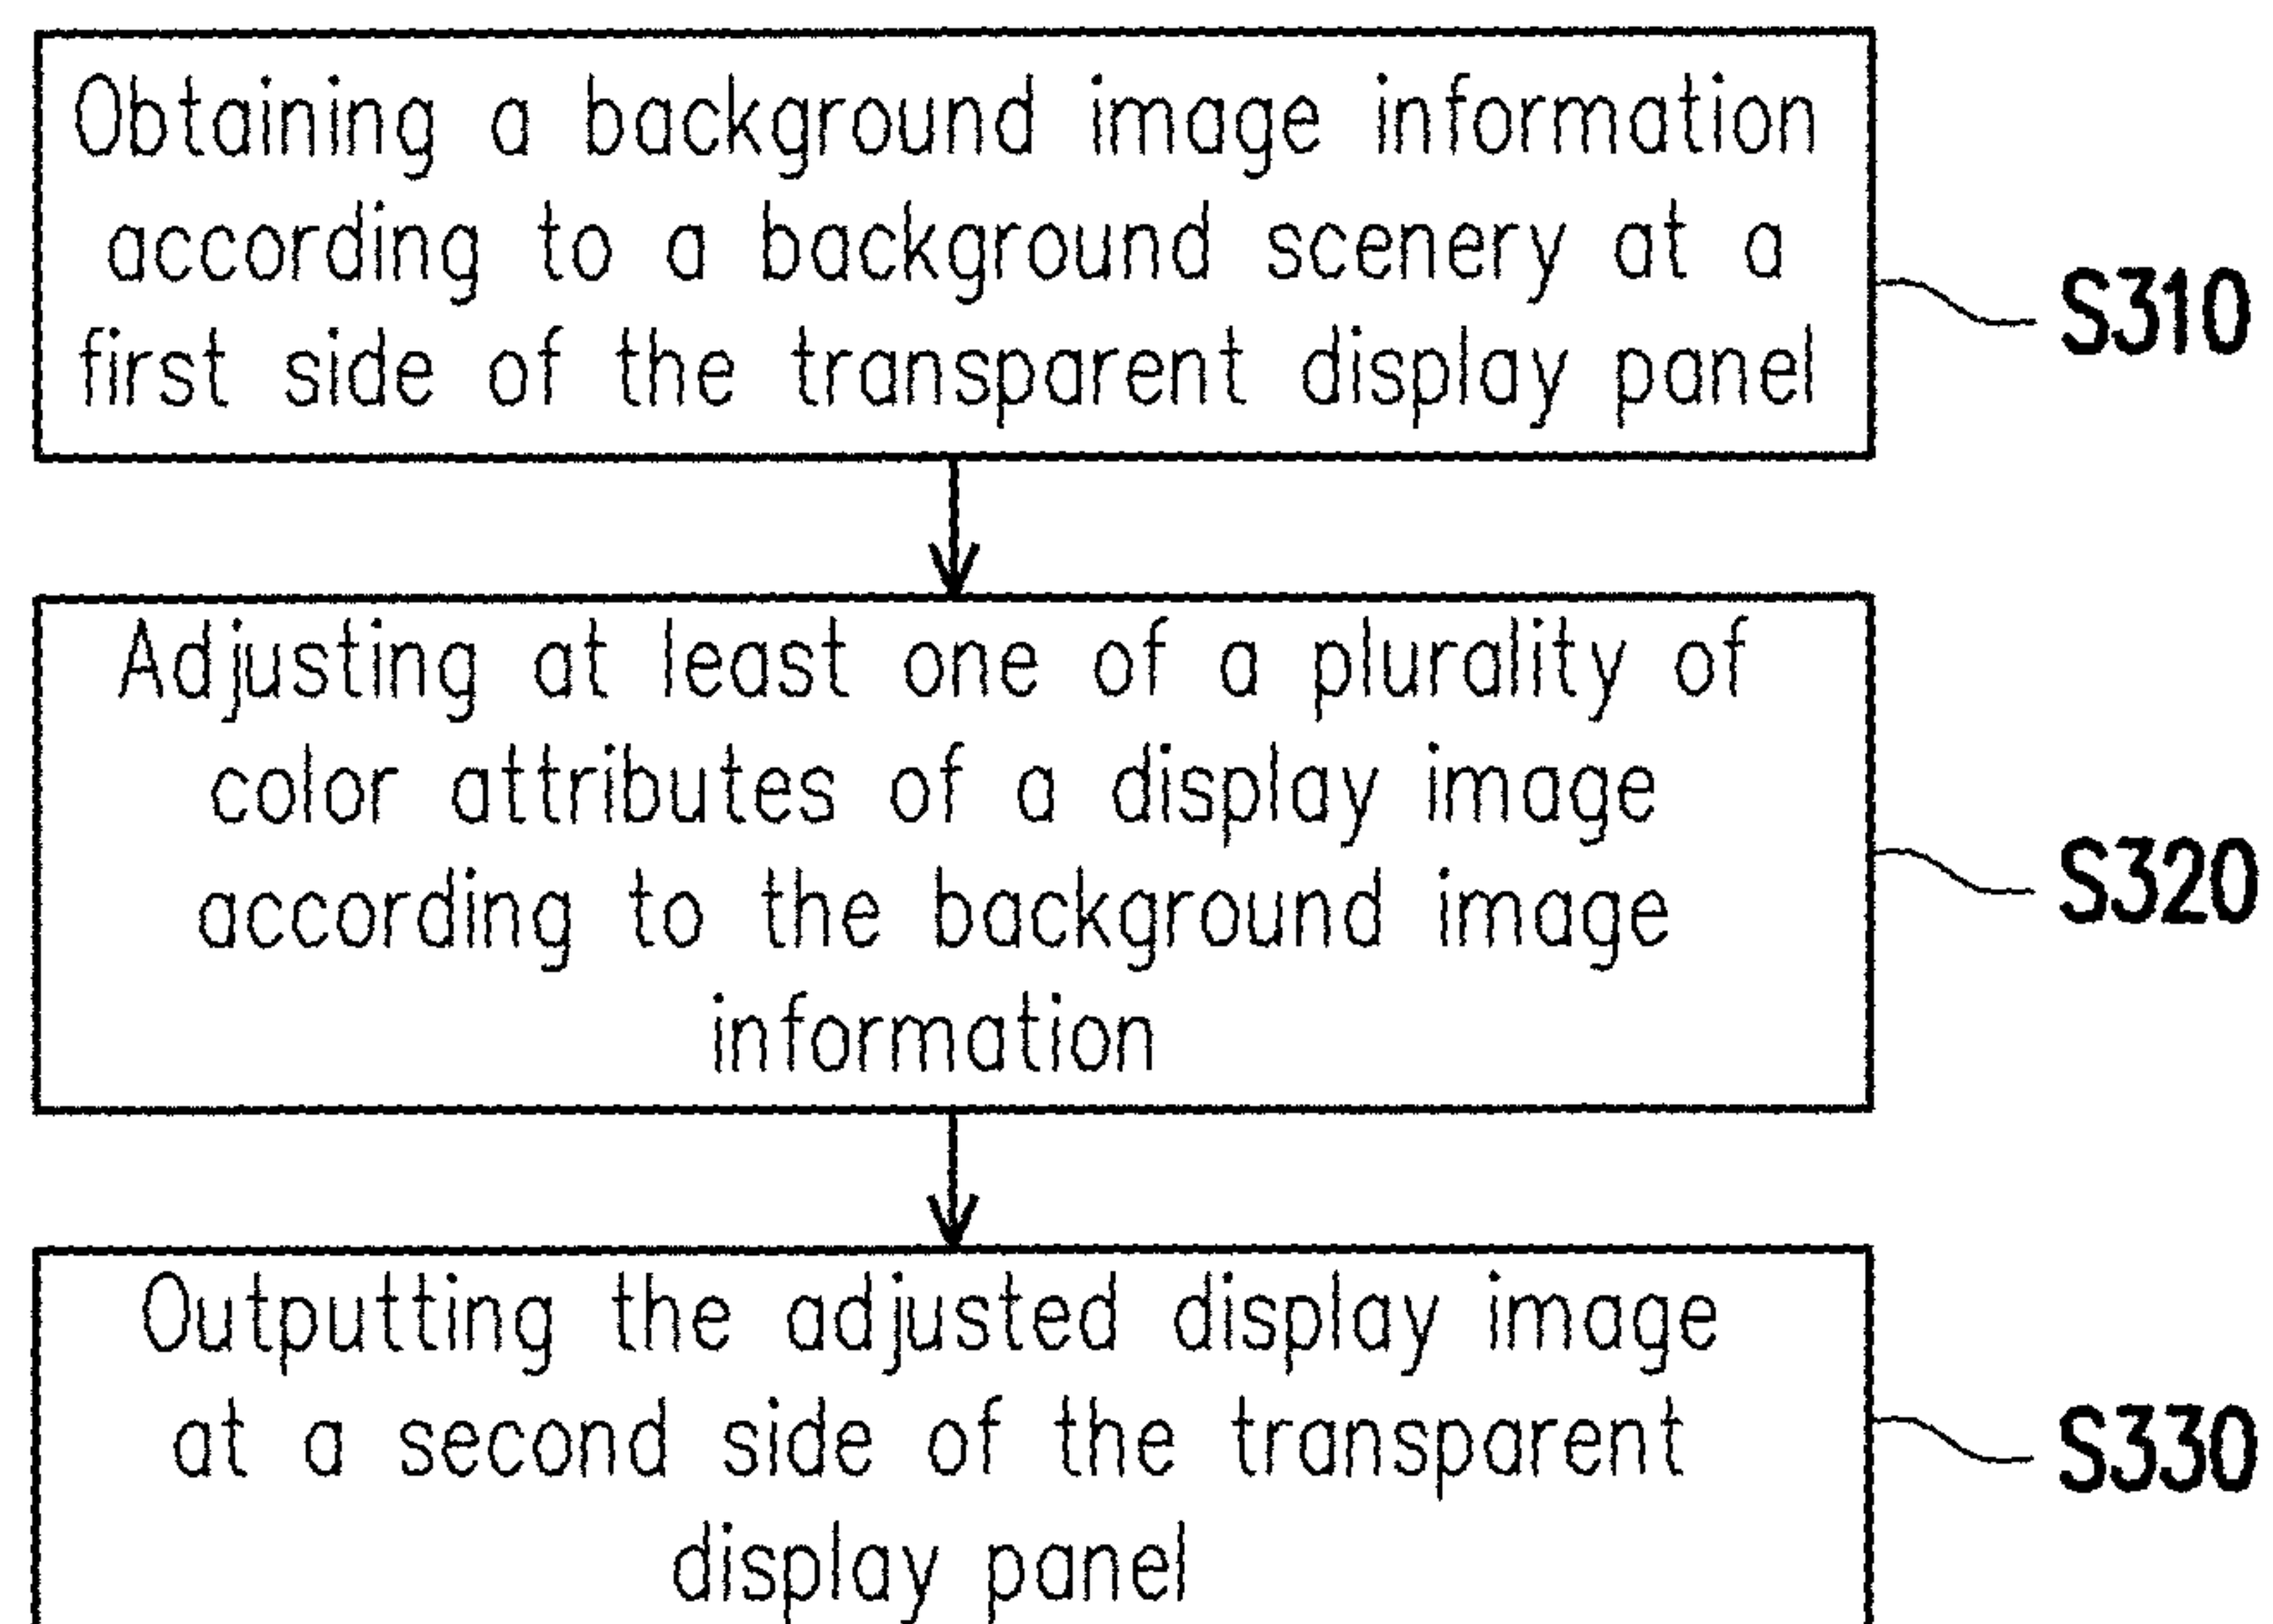 Obtaining a background image information
according to a background scenery at a
first side of the transparent display panel
S310
Adjusting at least one of a plurality of
color attributes of a display image
according to the background image
information
S320
Outputting the adjusted display image
at a second side of the transparent
display panel
S330